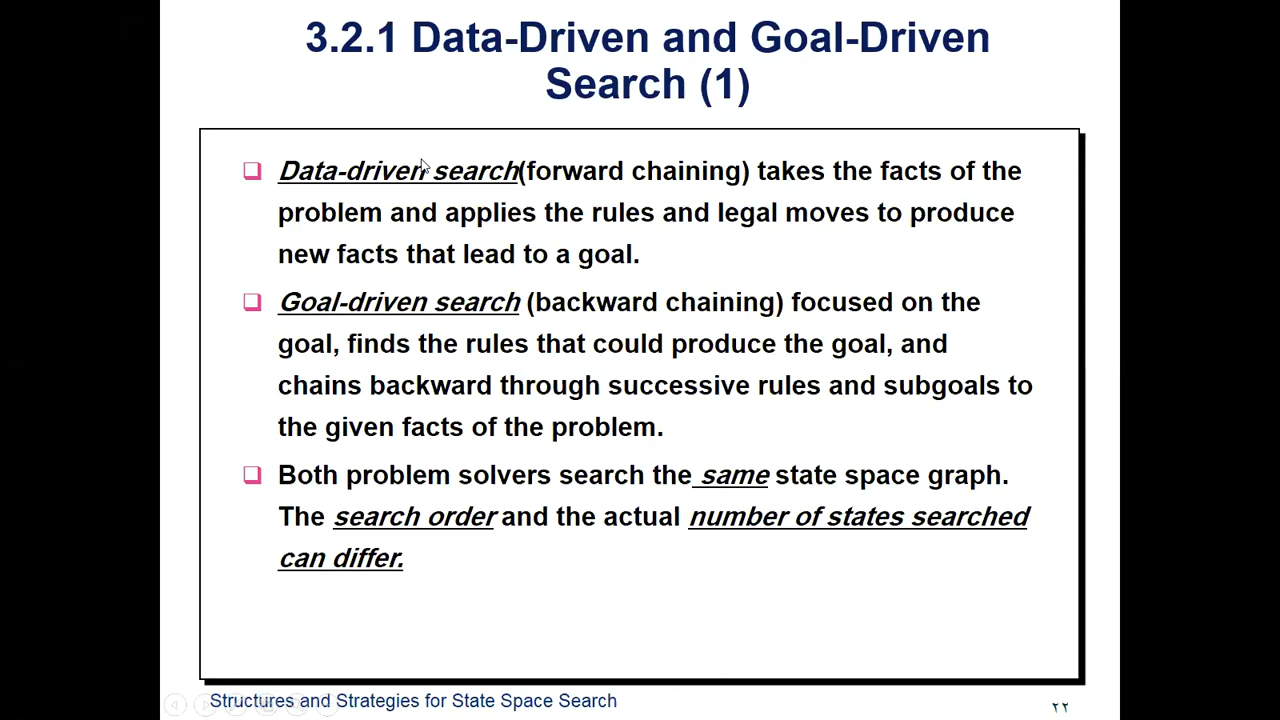 3.2.1 Data-Driven and Goal-Driven
Search (1)
Data-driven search(forward chaining) takes the facts of the
problem and applies the rules and legal moves to produce
new facts that lead to a goal.
Goal-driven search (backward chaining) focused on the
goal, finds the rules that could produce the goal, and
chains backward through successive rules and subgoals to
the given facts of the problem.
Both problem solvers search the same state space graph.
The search order and the actual number of states searched
can differ.
Structures and Strategies for State Space Search
٢٢